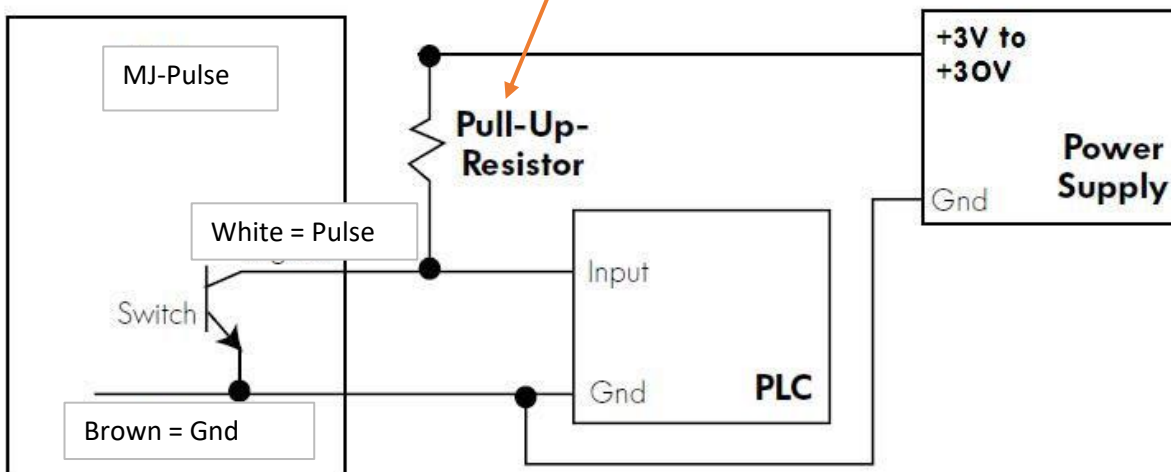 MJ-Pulse
+3V to
+30V
Pull-Up-
Resistor
Power
Supply
Gnd
White = Pulse
Input
Switch
Gnd
PLC
Brown = Gnd